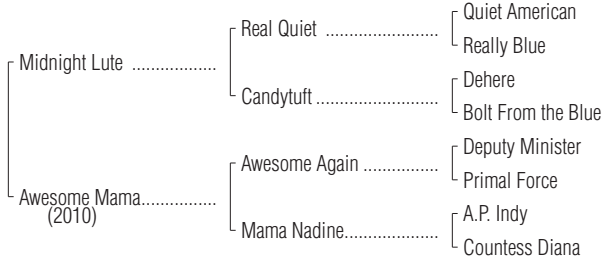 Quiet American
Real Quiet ....................
Really Blue
Midnight Lute ...............
Dehere
Candytuft .....................
Bolt From the Blue
Deputy Minister
Awesome Again .............
Primal Force
Awesome Mama.............
(2010)
A.P. Indy
Mama Nadine................
Countess Diana